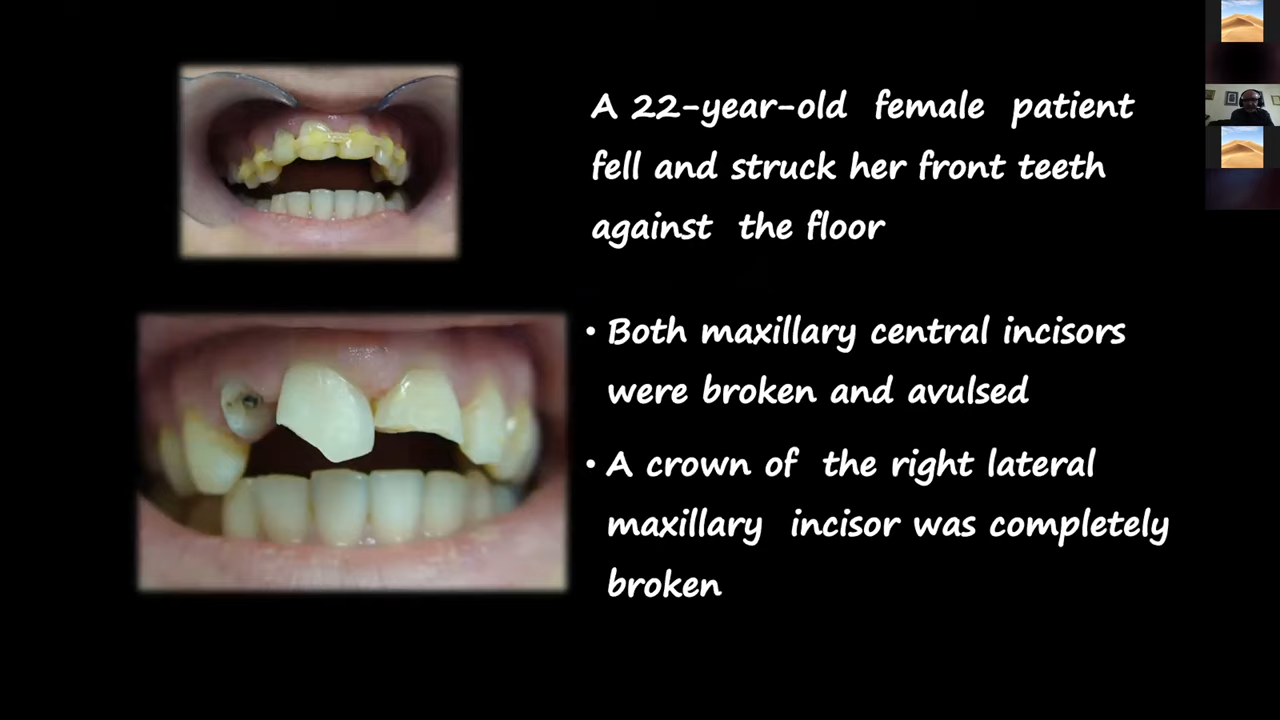 A 22-year-old female patient
fell and struck her front teeth
against the floor
• Both maxillary central incisors
were broken and avulsed
• A crown of the right lateral
maxillary incisor was completely
broken